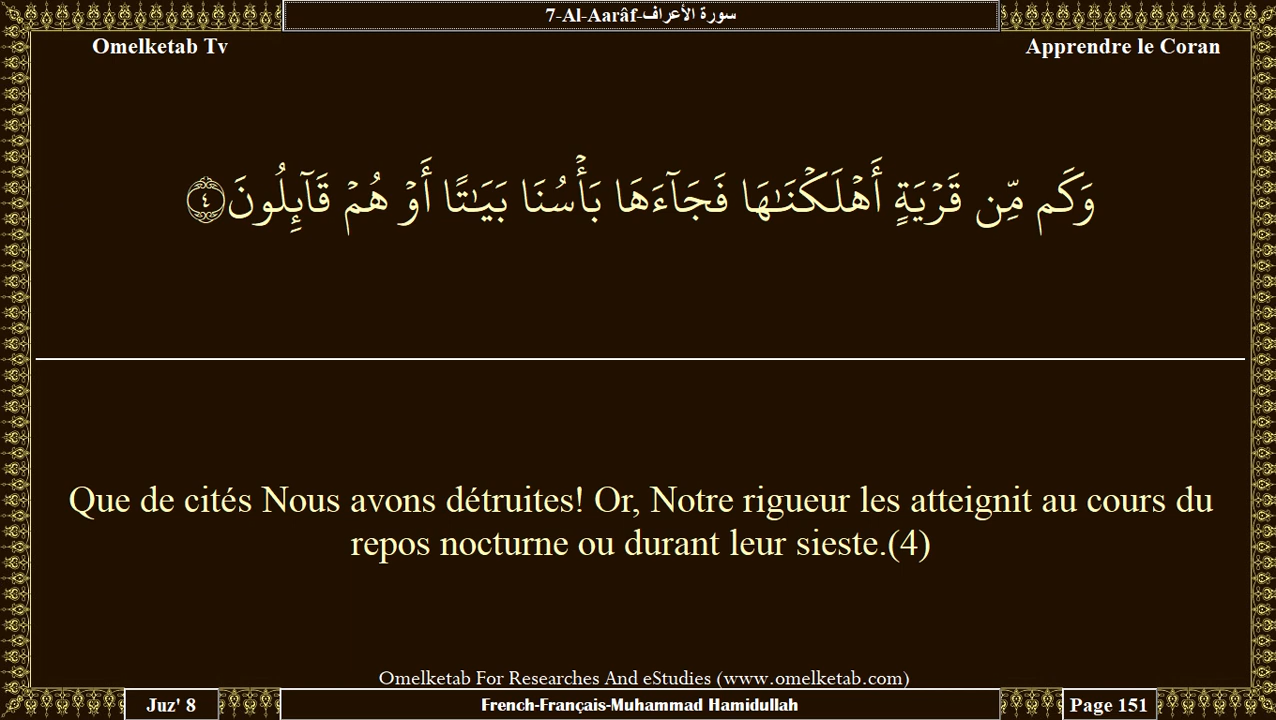 7-Al-Aarâf-سورة الأعراف
Omelketab Tv
Apprendre le Coran
وَكَم مِّن قَرۡيَةٍ أَهۡلَكۡنَٰهَا فَجَآءَهَا بَأۡسُنَا بَيَٰتًا أَوۡ هُمۡ قَآئِلُونَ ٤
Que de cités Nous avons détruites! Or, Notre rigueur les atteignit au cours du
repos nocturne ou durant leur sieste.(4)
Omelketab For Researches And eStudies (www.omelketab.com)
Juz' 8
French-Français-Muhammad Hamidullah
Page 151